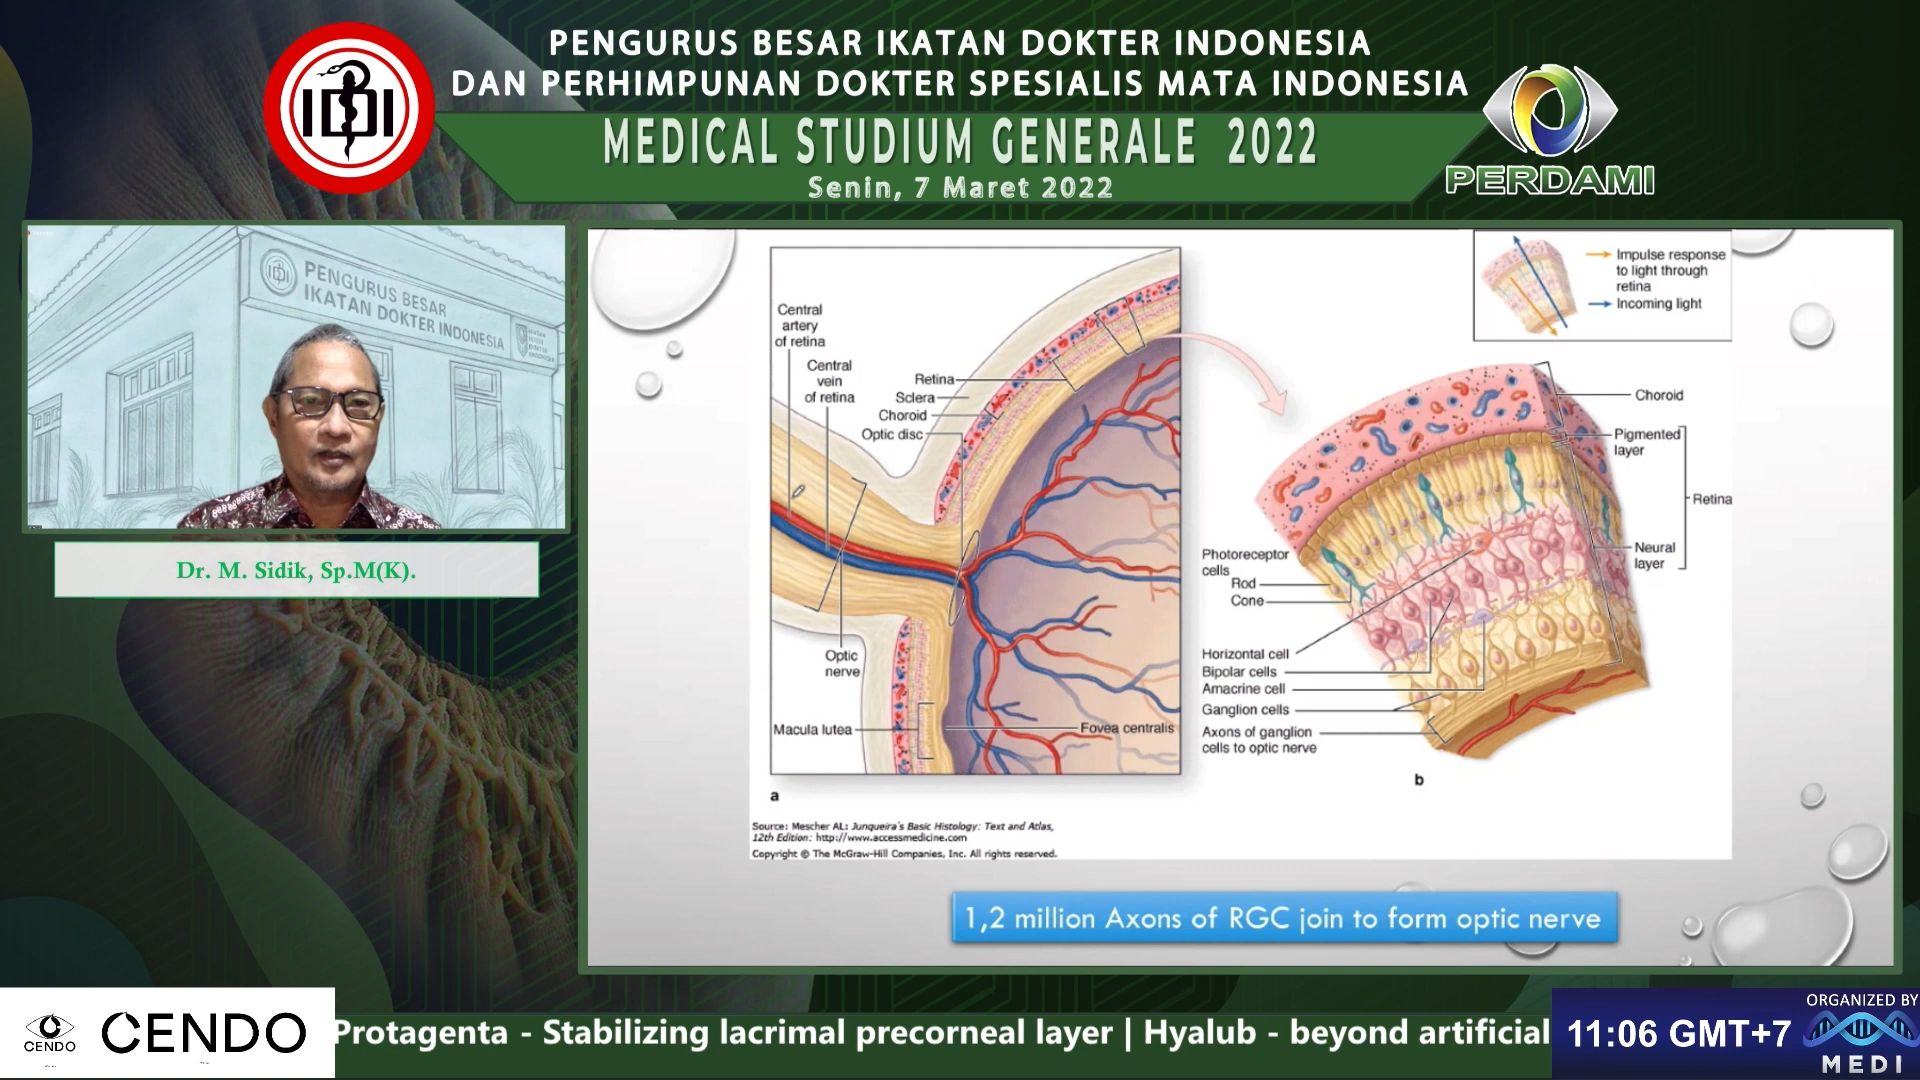 PENGURUS BESAR IKATAN DOKTER INDONESIA
DAN PERHIMPUNAN DOKTER SPESIALIS MATA INDONESIA
MEDICAL STUDIUM GENERALE 2022
Senin, 7 Maret 2022
IDI
PERDAMI
IDI
PENGURUS BESAR
IKATAN DOKTER INDONESIA
Dr. M. Sidik, Sp.M(K).
Central
artery
of retina
Central
vein
of retina
Retina
Sclera
Choroid
Optic disc
Optic
nerve
Macula lutea
Fovea centralis
a
Impulse response
to light through
retina
Incoming light
Choroid
Pigmented
layer
Retina
Neural
layer
Photoreceptor
cells
Rod
Cone
Horizontal cell
Bipolar cells
Amacrine cell
Ganglion cells
Axons of ganglion
cells to optic nerve
b
Source: Mescher AL: Junqueira's Basic Histology: Text and Atlas,
12th Edition: http://www.accessmedicine.com
Copyright © The McGraw-Hill Companies, Inc. All rights reserved.
1,2 million Axons of RGC join to form optic nerve
CENDO
CENDO
Protagenta - Stabilizing lacrimal precorneal layer | Hyalub - beyond artificial
11:06 GMT+7
ORGANIZED BY
MEDI